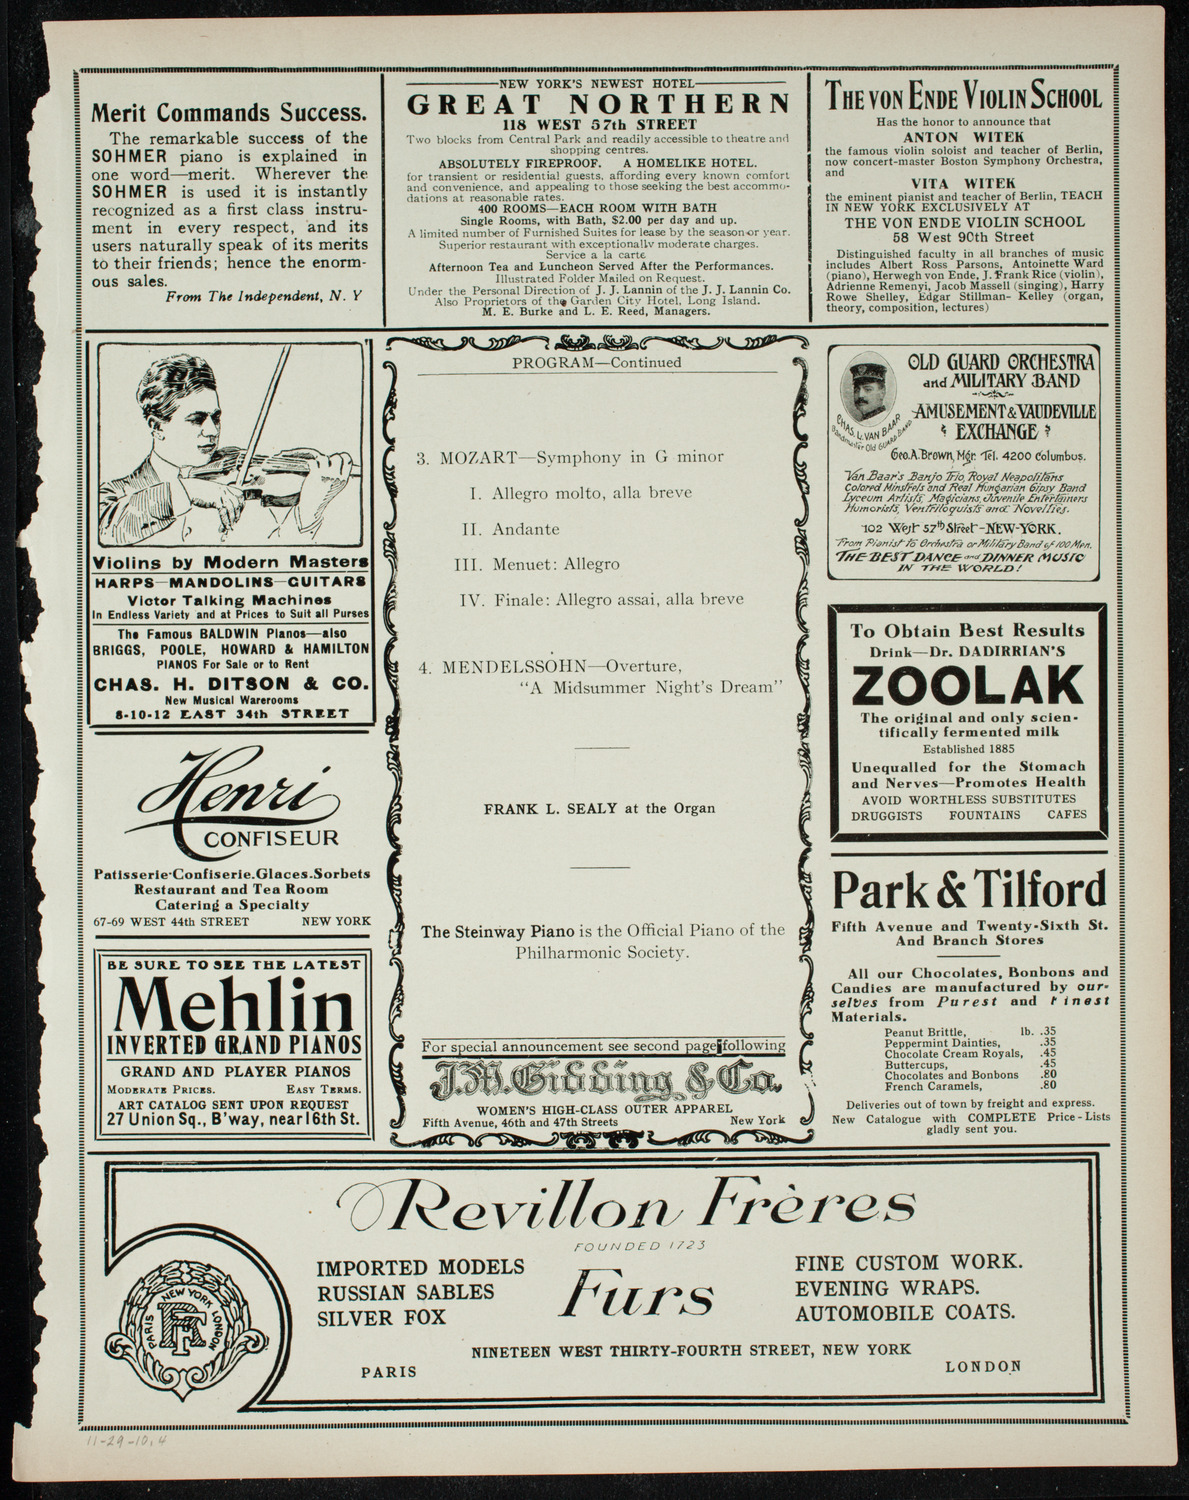 Merit Commands Success.
The remarkable success of the
SOHMER piano is explained in
one word—merit. Wherever the
SOHMER is used it is instantly
recognized as a first class instru-
ment in every respect, and its
users naturally speak of its merits
to their friends; hence the enorm-
ous sales.
From The Independent, N. Y
NEW YORK'S NEWEST HOTEL
GREAT NORTHERN
118 WEST 57th STREET
Two blocks from Central Park and readily accessible to theatre and
shopping centres.
ABSOLUTELY FIREPROOF. A HOMELIKE HOTEL.
for transient or residential guests, affording every known comfort
and convenience, and appealing to those seeking the best accommo-
dations at reasonable rates.
400 ROOMS—EACH ROOM WITH BATH
Single Rooms, with Bath, $2.00 per day and up.
A limited number of Furnished Suites for lease by the season or year.
Superior restaurant with exceptionally moderate charges.
Service a la carte
Afternoon Tea and Luncheon Served After the Performances.
Illustrated Folder Mailed on Request.
Under the Personal Direction of J. J. Lannin of the J. J. Lannin Co.
Also Proprietors of the Garden City Hotel, Long Island.
M. E. Burke and L. E. Reed, Managers.
THE VON ENDE VIOLIN SCHOOL
Has the honor to announce that
ANTON WITEK
the famous violin soloist and teacher of Berlin,
now concert-master Boston Symphony Orchestra,
and
VITA WITEK
the eminent pianist and teacher of Berlin, TEACH
IN NEW YORK EXCLUSIVELY AT
THE VON ENDE VIOLIN SCHOOL
58 West 90th Street
Distinguished faculty in all branches of music
includes Albert Ross Parsons, Antoinette Ward
(piano), Herwegh von Ende, J. Frank Rice (violin),
Adrienne Remenyi, Jacob Massell (singing), Harry
Rowe Shelley, Edgar Stillman- Kelley (organ,
theory, composition, lectures)
Violins by Modern Masters
HARPS—MANDOLINS—GUITARS
Victor Talking Machines
In Endless Variety and at Prices to Suit all Purses
The Famous BALDWIN Pianos—also
BRIGGS, POOLE, HOWARD & HAMILTON
PIANOS For Sale or to Rent
CHAS. H. DITSON & CO.
New Musical Warerooms
8-10-12 EAST 34th STREET
Henri
CONFISEUR
Patisserie-Confiserie.Glaces.Sorbets
Restaurant and Tea Room
Catering a Specialty
67-69 WEST 44th STREET NEW YORK
BE SURE TO SEE THE LATEST
Mehlin
INVERTED GRAND PIANOS
GRAND AND PLAYER PIANOS
MODERATE PRICES. EASY TERMS.
ART CATALOG SENT UPON REQUEST
27 Union Sq., B'way, near 16th St.
PROGRAM—Continued
3. MOZART—Symphony in G minor
I. Allegro molto, alla breve
II. Andante
III. Menuet: Allegro
IV. Finale: Allegro assai, alla breve
4. MENDELSSOHN—Overture,
"A Midsummer Night's Dream"
FRANK L. SEALY at the Organ
The Steinway Piano is the Official Piano of the
Philharmonic Society.
For special announcement see second page following
J.M. Gidding & Co.
WOMEN'S HIGH-CLASS OUTER APPAREL
Fifth Avenue, 46th and 47th Streets New York
OLD GUARD ORCHESTRA
and MILITARY BAND
AMUSEMENT & VAUDEVILLE
EXCHANGE
CHAS. L. VAN BAAR
Bandmaster Old GUARD BAND
Geo. A. Brown, Mgr. Tel. 4200 Columbus.
Van Baar's Banjo Trio, Royal Neapolitans
Colored Minstrels and Real Hungarian Gipsy Band
Lyceum Artists, Magicians, Juvenile Entertainers
Humorists, Ventriloquists and Novelties.
102 West 57th Street-NEW-YORK.
From Pianist to Orchestra or Military Band of 100 Men.
THE BEST DANCE and DINNER MUSIC
IN THE WORLD!
To Obtain Best Results
Drink—Dr. DADIRRIAN'S
ZOOLAK
The original and only scien-
tifically fermented milk
Established 1885
Unequalled for the Stomach
and Nerves—Promotes Health
AVOID WORTHLESS SUBSTITUTES
DRUGGISTS FOUNTAINS CAFES
Park & Tilford
Fifth Avenue and Twenty-Sixth St.
And Branch Stores
All our Chocolates, Bonbons and
Candies are manufactured by our-
selves from Purest and Finest
Materials.
Peanut Brittle, lb. .35
Peppermint Dainties, .35
Chocolate Cream Royals, .45
Buttercups, .45
Chocolates and Bonbons .80
French Caramels, .80
Deliveries out of town by freight and express.
New Catalogue with COMPLETE Price-Lists
gladly sent you.
Revillon Frères
FOUNDED 1723
IMPORTED MODELS
RUSSIAN SABLES
SILVER FOX
Furs
FINE CUSTOM WORK.
EVENING WRAPS.
AUTOMOBILE COATS.
NINETEEN WEST THIRTY-FOURTH STREET, NEW YORK
PARIS LONDON
PARIS NEW YORK LONDON
RF
11-29-10, 4